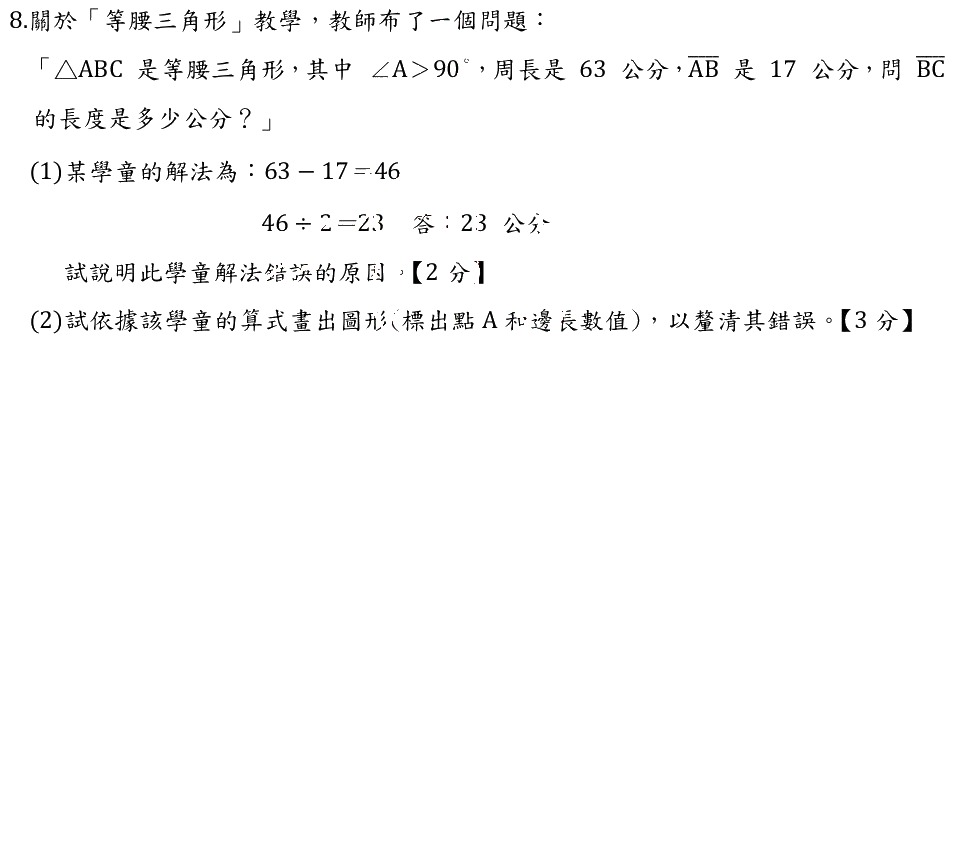 8.關於「等腰三角形」教學，教師布了一個問題：
「△ABC 是等腰三角形，其中 ∠A＞90°，周長是 63 公分，A̅B̅ 是 17 公分，問 B̅C̅
的長度是多少公分？」
(1)某學童的解法為：63 − 17＝46
46 ÷ 2＝23 答：23 公分
試說明此學童解法錯誤的原因。【2 分】
(2)試依據該學童的算式畫出圖形(標出點 A 和邊長數值)，以釐清其錯誤。【3 分】